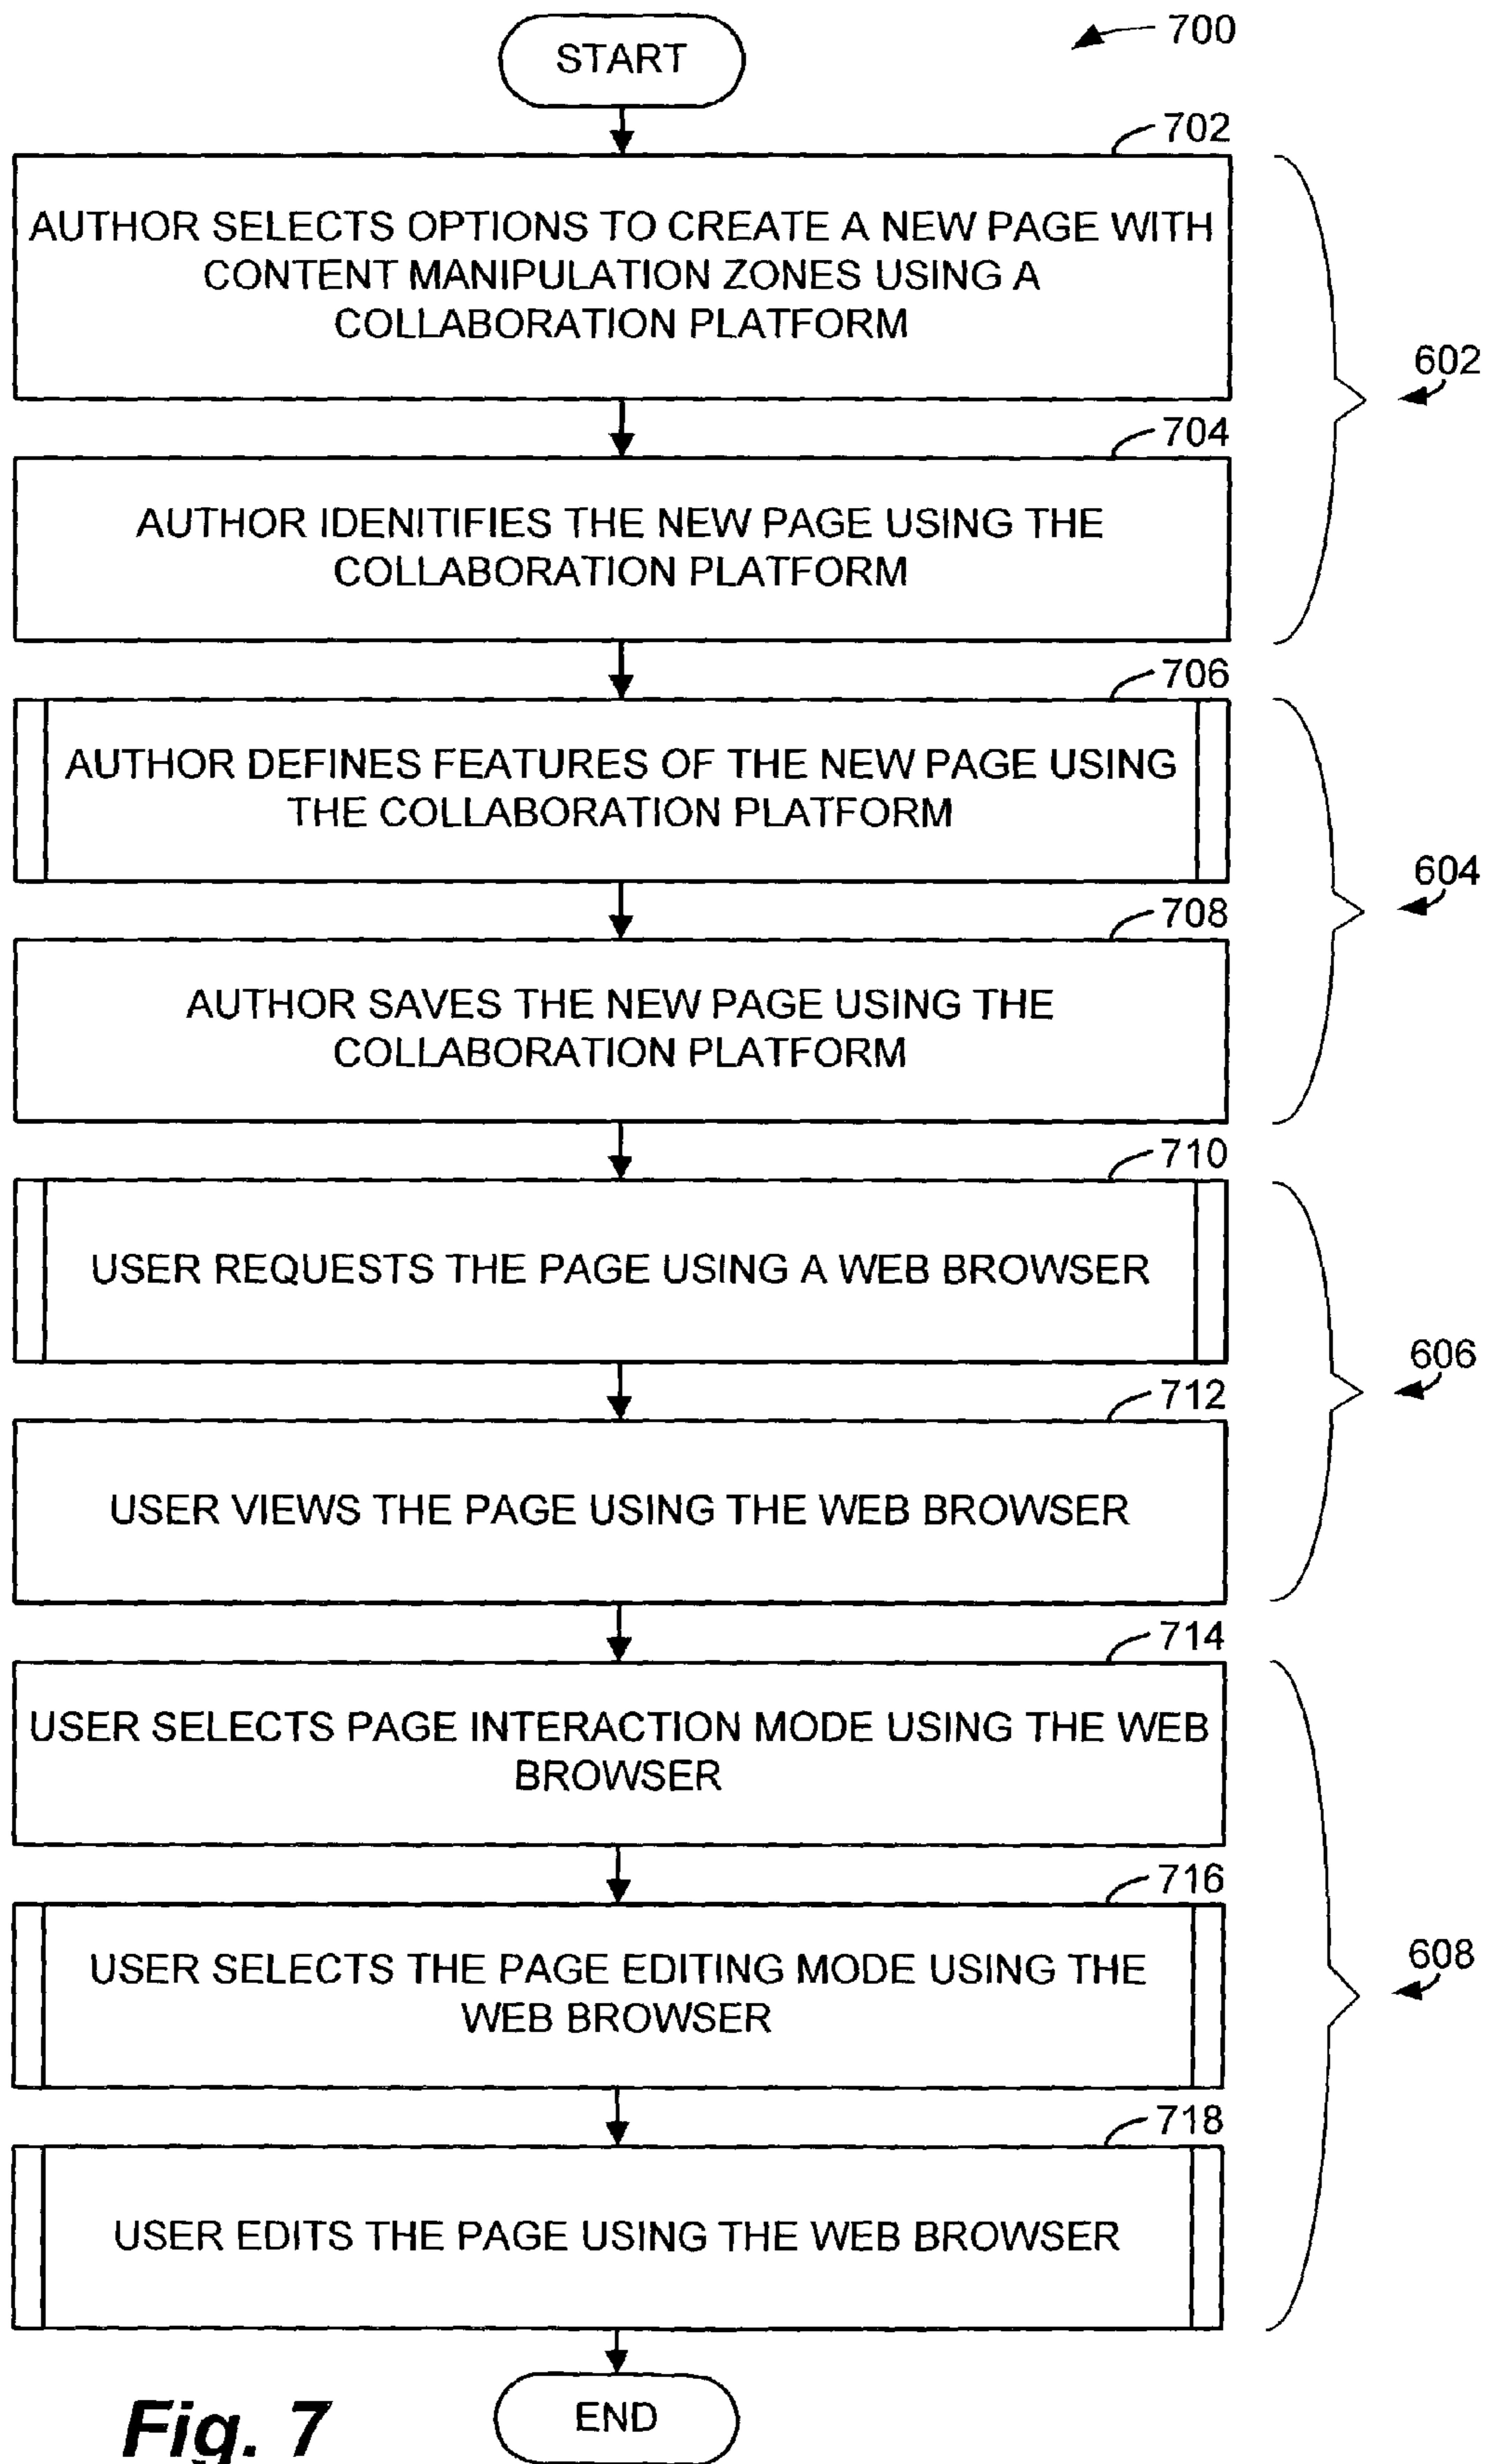 START
700
702
AUTHOR SELECTS OPTIONS TO CREATE A NEW PAGE WITH
CONTENT MANIPULATION ZONES USING A
COLLABORATION PLATFORM
602
704
AUTHOR IDENITIFIES THE NEW PAGE USING THE
COLLABORATION PLATFORM
706
AUTHOR DEFINES FEATURES OF THE NEW PAGE USING
THE COLLABORATION PLATFORM
604
708
AUTHOR SAVES THE NEW PAGE USING THE
COLLABORATION PLATFORM
710
USER REQUESTS THE PAGE USING A WEB BROWSER
606
712
USER VIEWS THE PAGE USING THE WEB BROWSER
714
USER SELECTS PAGE INTERACTION MODE USING THE WEB
BROWSER
716
USER SELECTS THE PAGE EDITING MODE USING THE
WEB BROWSER
608
718
USER EDITS THE PAGE USING THE WEB BROWSER
END
Fig. 7